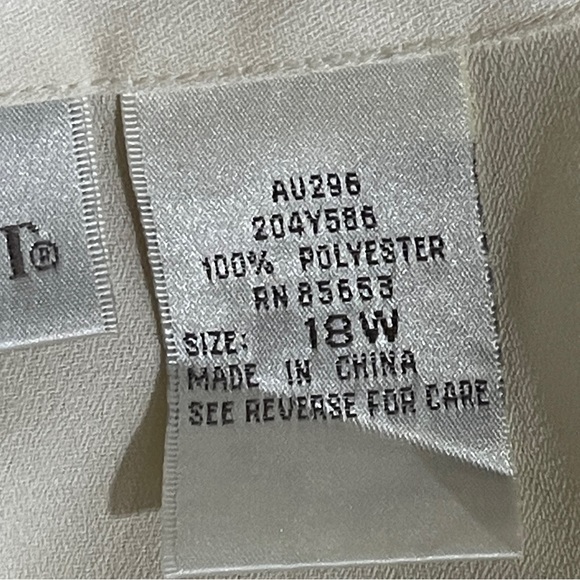 AU296
204Y586
100% POLYESTER
RN 85653
SIZE: 18W
MADE IN CHINA
SEE REVERSE FOR CARE
T®